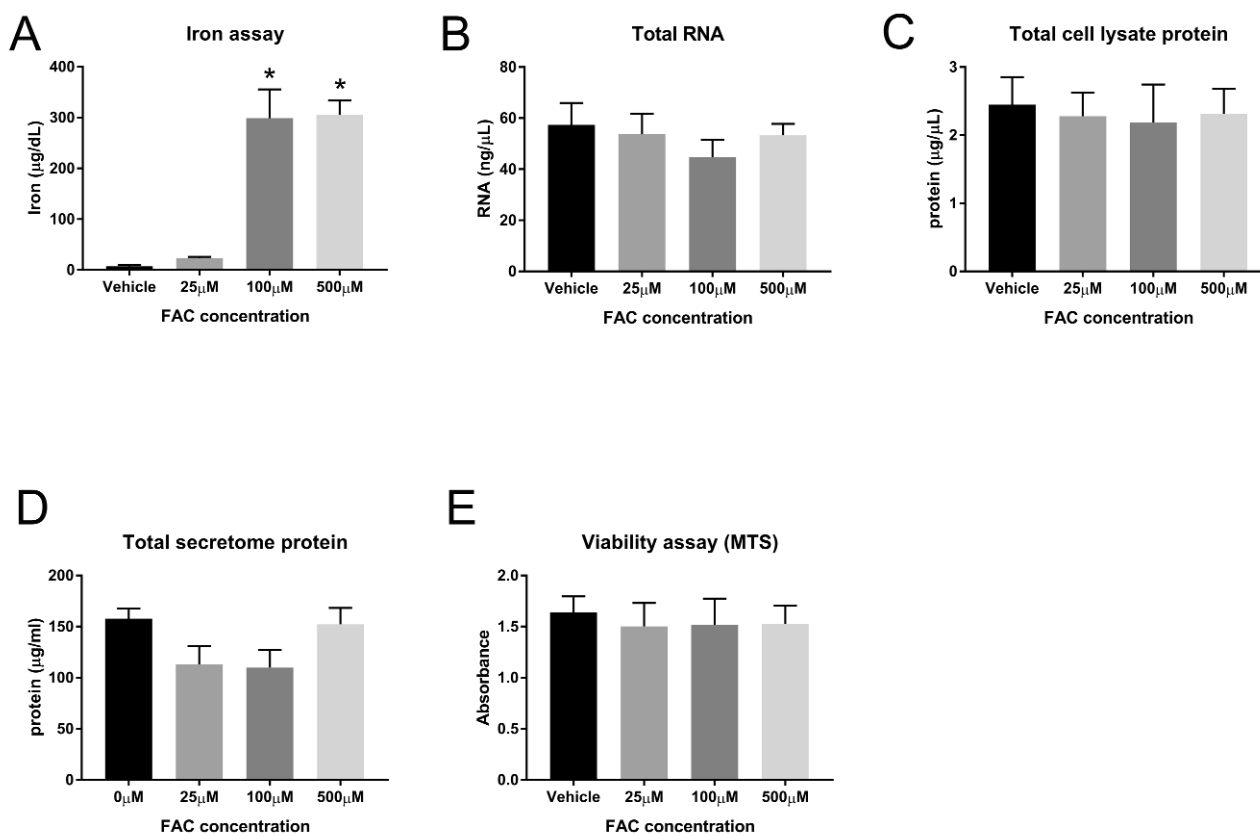 A
Iron assay
400
300
200
100
0
Iron (μg/dL)
*
*
Vehicle 25μM 100μM 500μM
FAC concentration
B
Total RNA
80
60
40
20
0
RNA (ng/μL)
Vehicle 25μM 100μM 500μM
FAC concentration
C
Total cell lysate protein
3
2
1
0
protein (μg/μL)
Vehicle 25μM 100μM 500μM
FAC concentration
D
Total secretome protein
200
150
100
50
0
protein (μg/ml)
0μM 25μM 100μM 500μM
FAC concentration
E
Viability assay (MTS)
2.0
1.5
1.0
0.5
0.0
Absorbance
Vehicle 25μM 100μM 500μM
FAC concentration